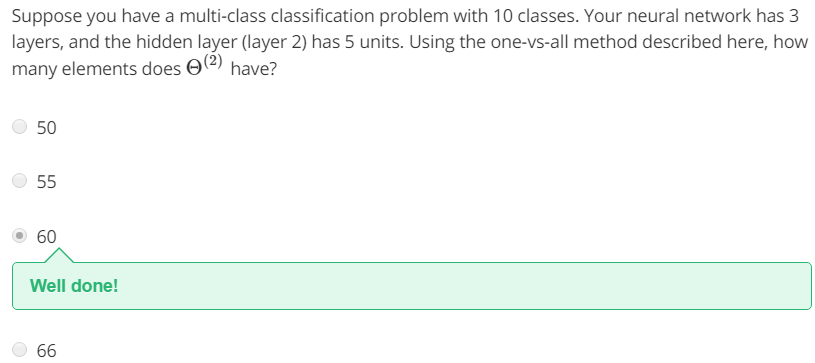 Suppose you have a multi-class classification problem with 10 classes. Your neural network has 3
layers, and the hidden layer (layer 2) has 5 units. Using the one-vs-all method described here, how
many elements does Θ⁽²⁾ have?
50
55
60
Well done!
66